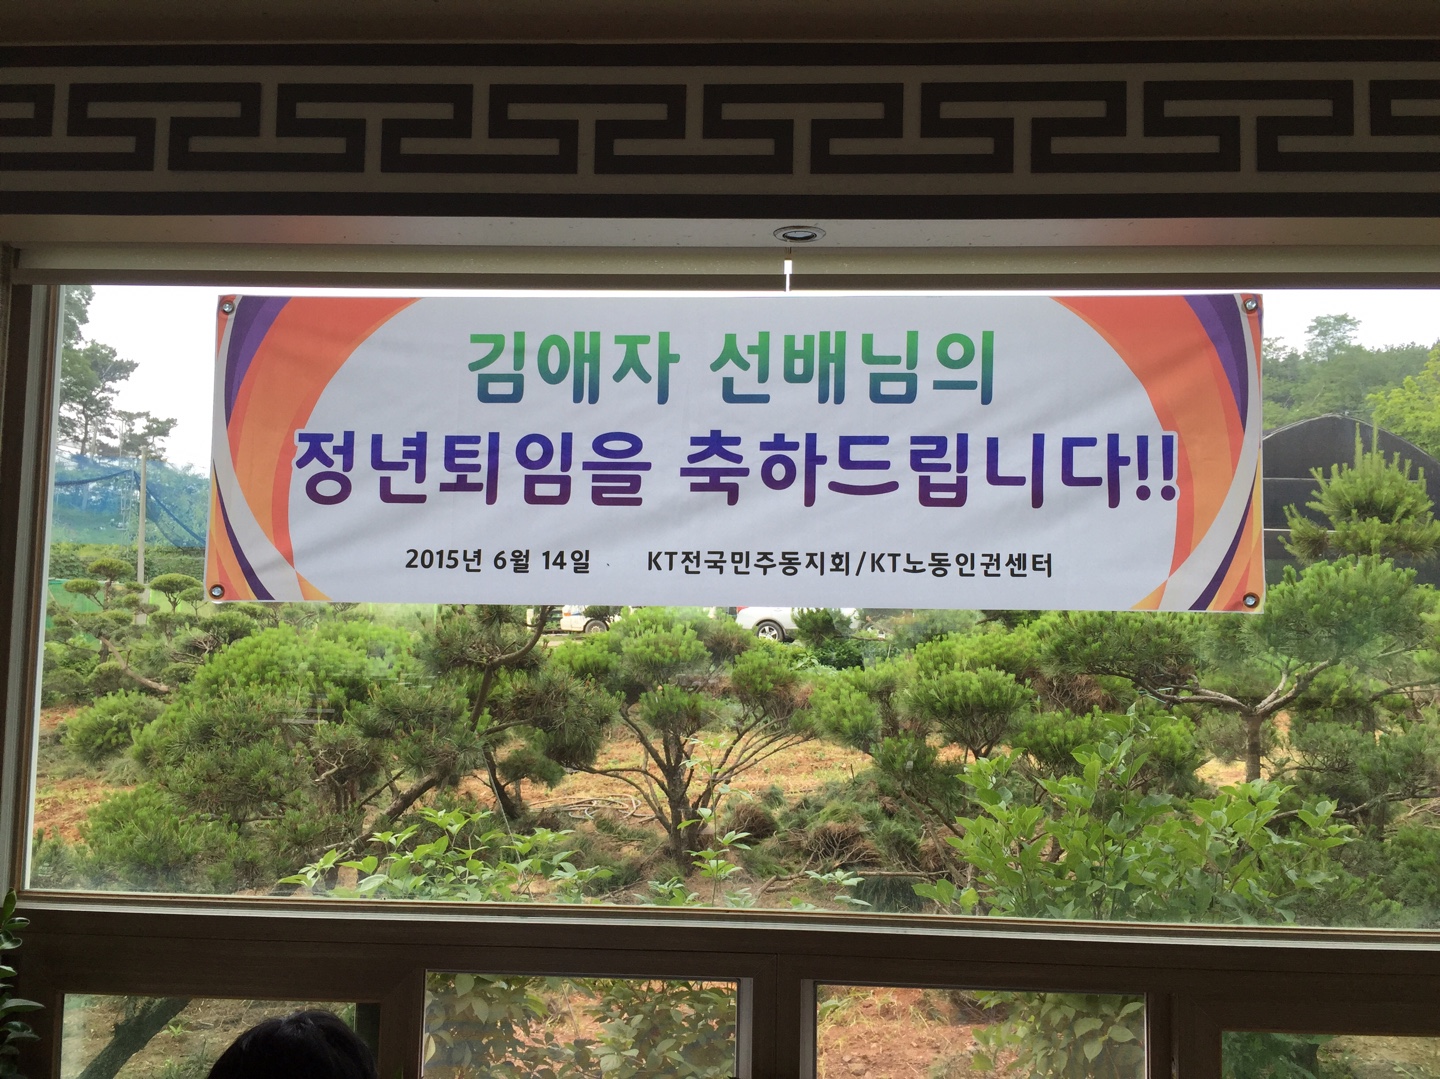 김애자 선배님의
정년퇴임을 축하드립니다!!
2015년 6월 14일 KT전국민주동지회/KT노동인권센터